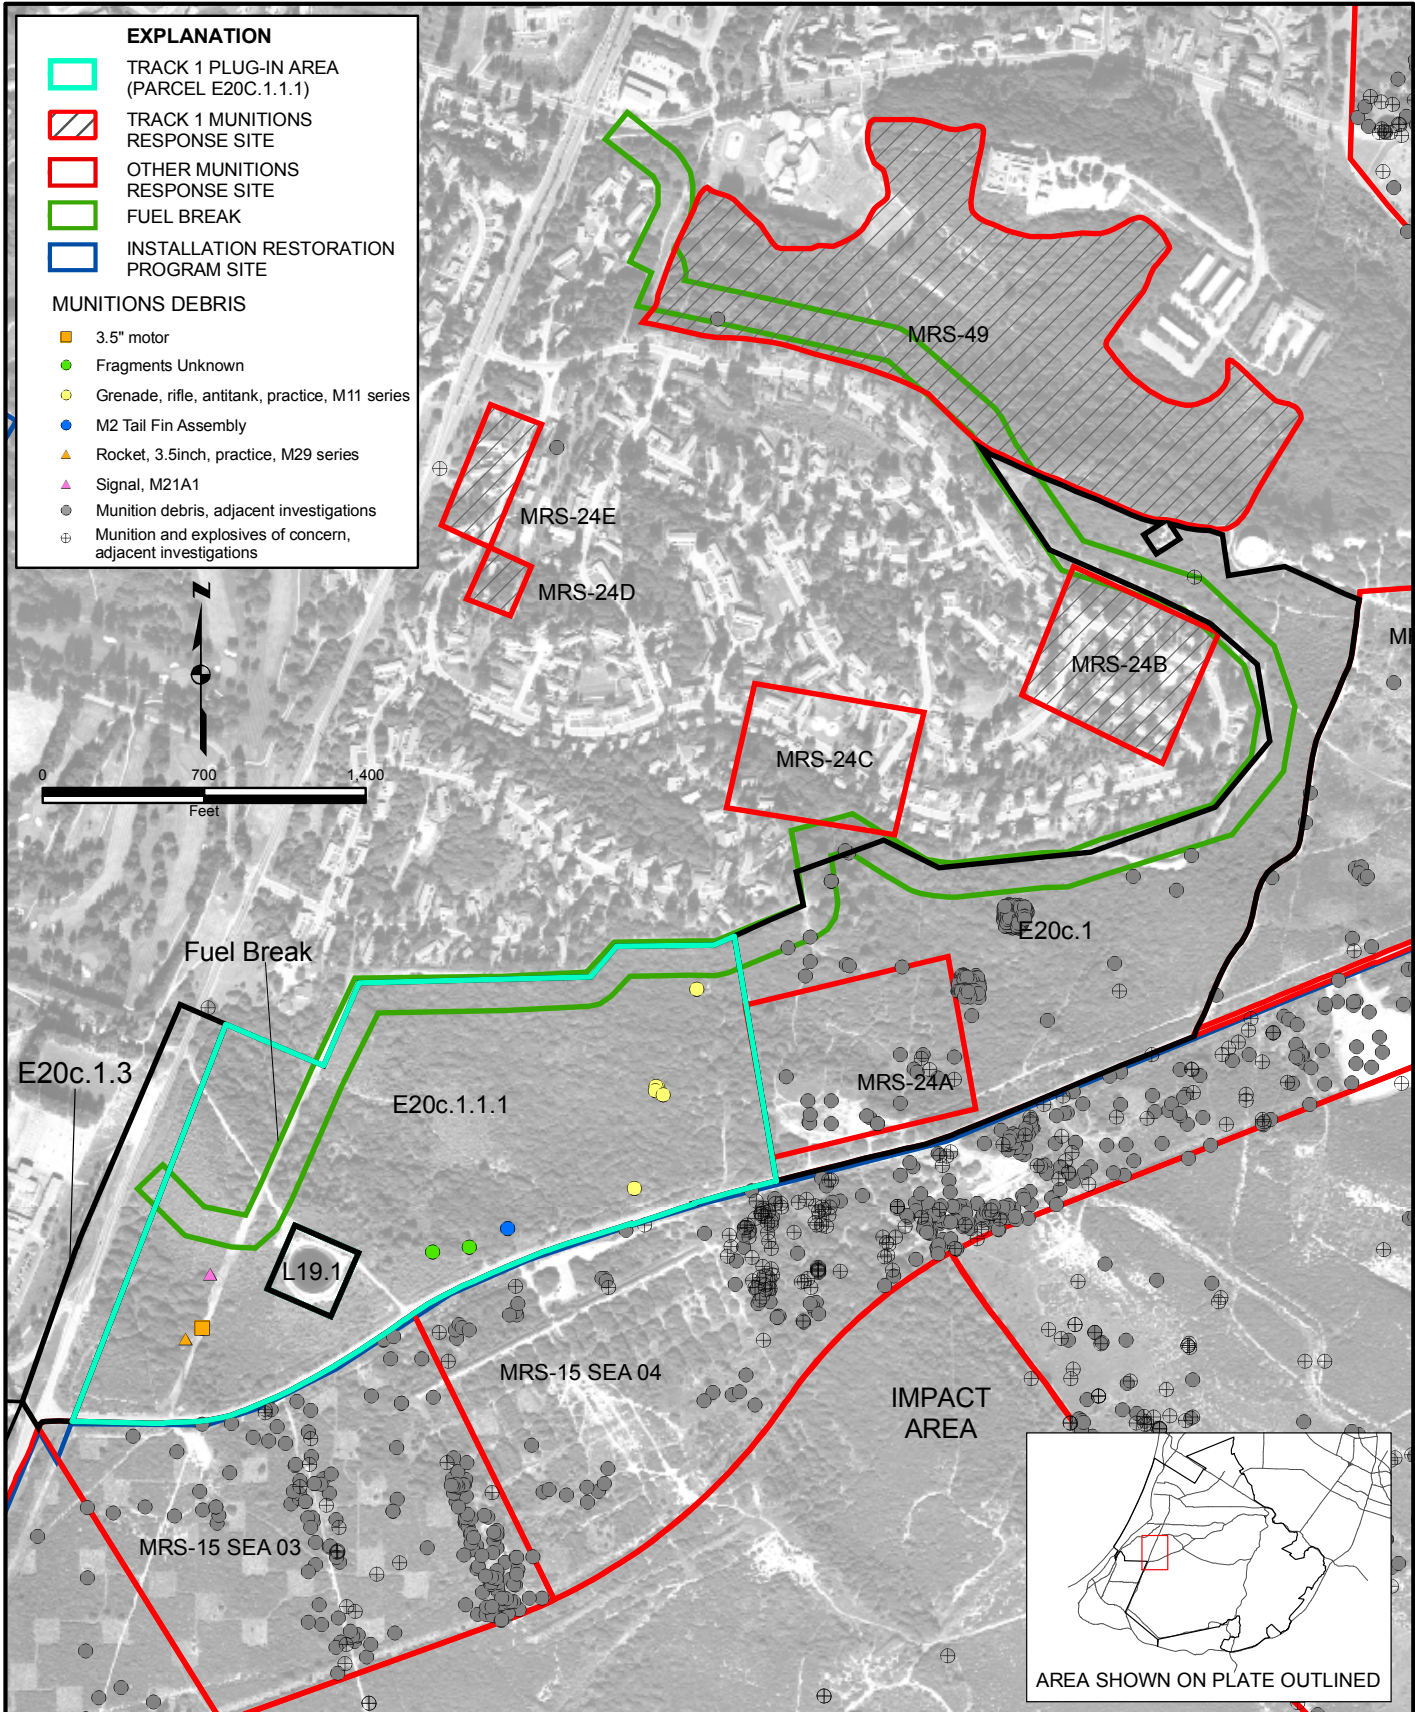 EXPLANATION
TRACK 1 PLUG-IN AREA
(PARCEL E20C.1.1.1)
TRACK 1 MUNITIONS
RESPONSE SITE
OTHER MUNITIONS
RESPONSE SITE
FUEL BREAK
INSTALLATION RESTORATION
PROGRAM SITE
MUNITIONS DEBRIS
3.5" motor
Fragments Unknown
Grenade, rifle, antitank, practice, M11 series
M2 Tail Fin Assembly
Rocket, 3.5inch, practice, M29 series
Signal, M21A1
Munition debris, adjacent investigations
Munition and explosives of concern,
adjacent investigations
Z
0 700 1,400
Feet
MRS-49
MRS-24E
MRS-24D
MRS-24B
MRS-24C
Fuel Break
E20c.1
E20c.1.3
E20c.1.1.1
MRS-24A
L19.1
MRS-15 SEA 04
IMPACT
AREA
MRS-15 SEA 03
AREA SHOWN ON PLATE OUTLINED